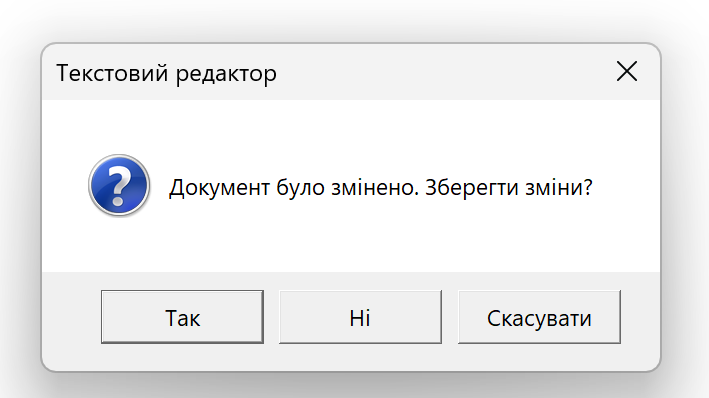 Текстовий редактор
Документ було змінено. Зберегти зміни?
Так
Ні
Скасувати